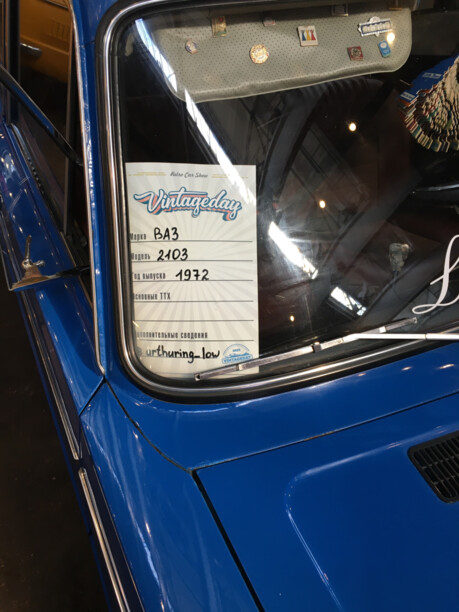 Retro Car Show
Vintageday
Марка ВАЗ
Модель 2103
Год выпуска 1972
Основные ТТХ
Дополнительные сведения
urthuring_low